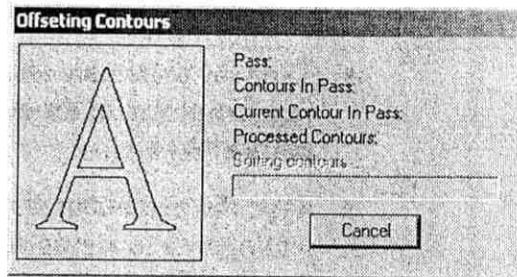 Offseting Contours
A
Pass:
Contours In Pass:
Current Contour In Pass:
Processed Contours:
Sorting contours...
Cancel